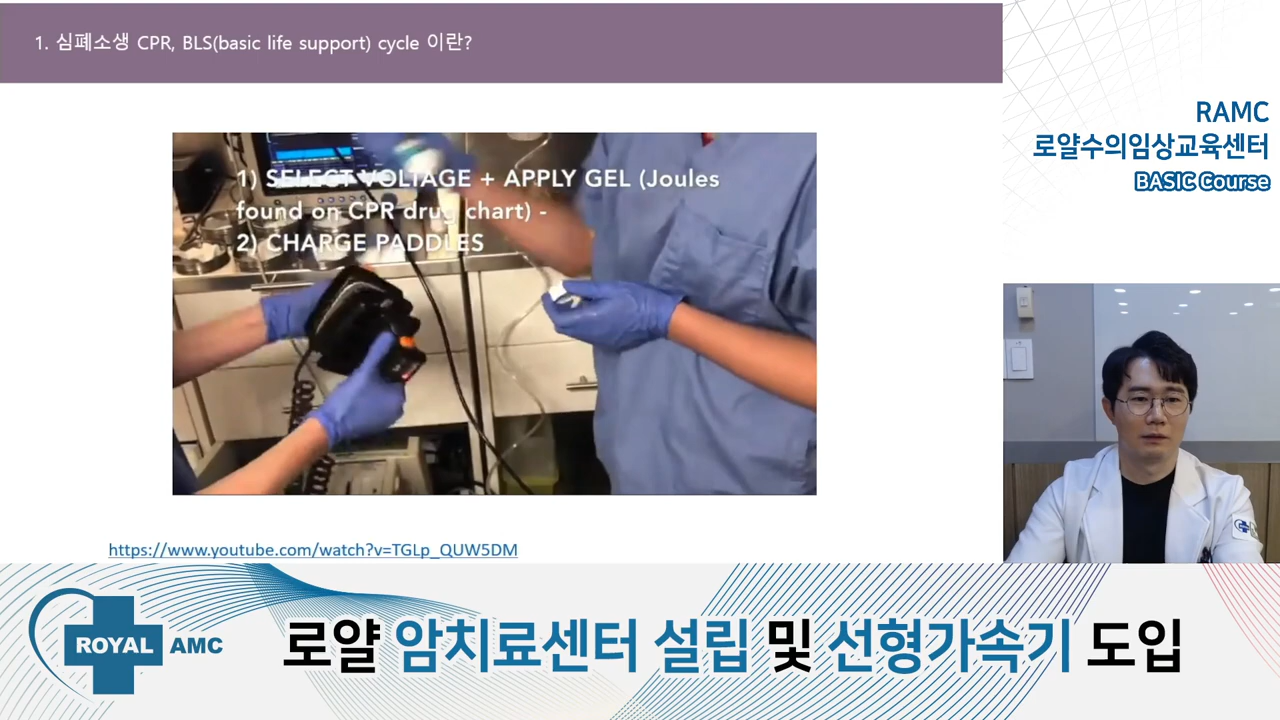 1. 심폐소생 CPR, BLS(basic life support) cycle 이란?
1) SELECT VOLTAGE + APPLY GEL (Joules
found on CPR drug chart) -
2) CHARGE PADDLES
https://www.youtube.com/watch?v=TGLp_QUW5DM
RAMC
로얄수의임상교육센터
BASIC Course
ROYAL AMC
로얄 암치료센터 설립 및 선형가속기 도입